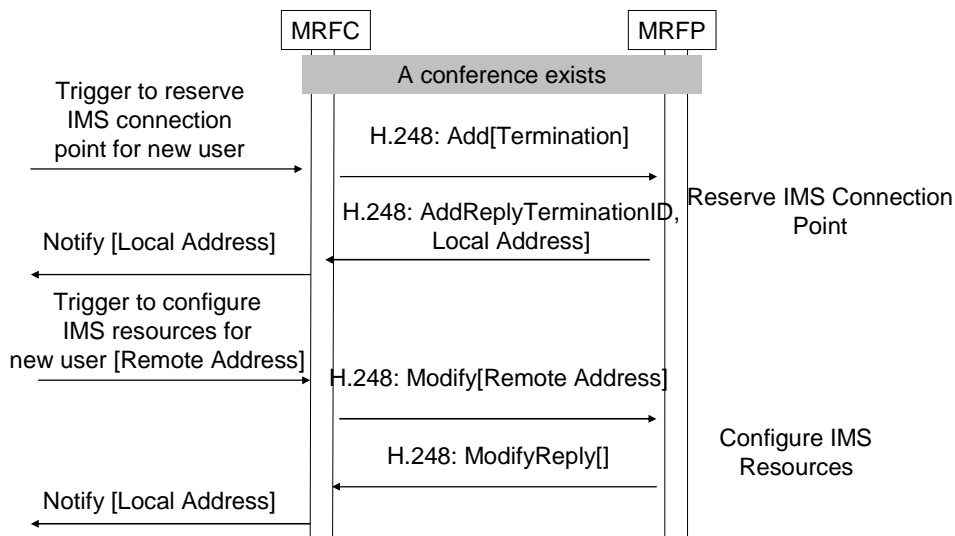 MRFC
MRFP
A conference exists
Trigger to reserve
IMS connection
point for new user
H.248: Add[Termination]
Reserve IMS Connection
Point
H.248: AddReplyTerminationID,
Local Address]
Notify [Local Address]
Trigger to configure
IMS resources for
new user [Remote Address]
H.248: Modify[Remote Address]
Configure IMS
Resources
H.248: ModifyReply[]
Notify [Local Address]